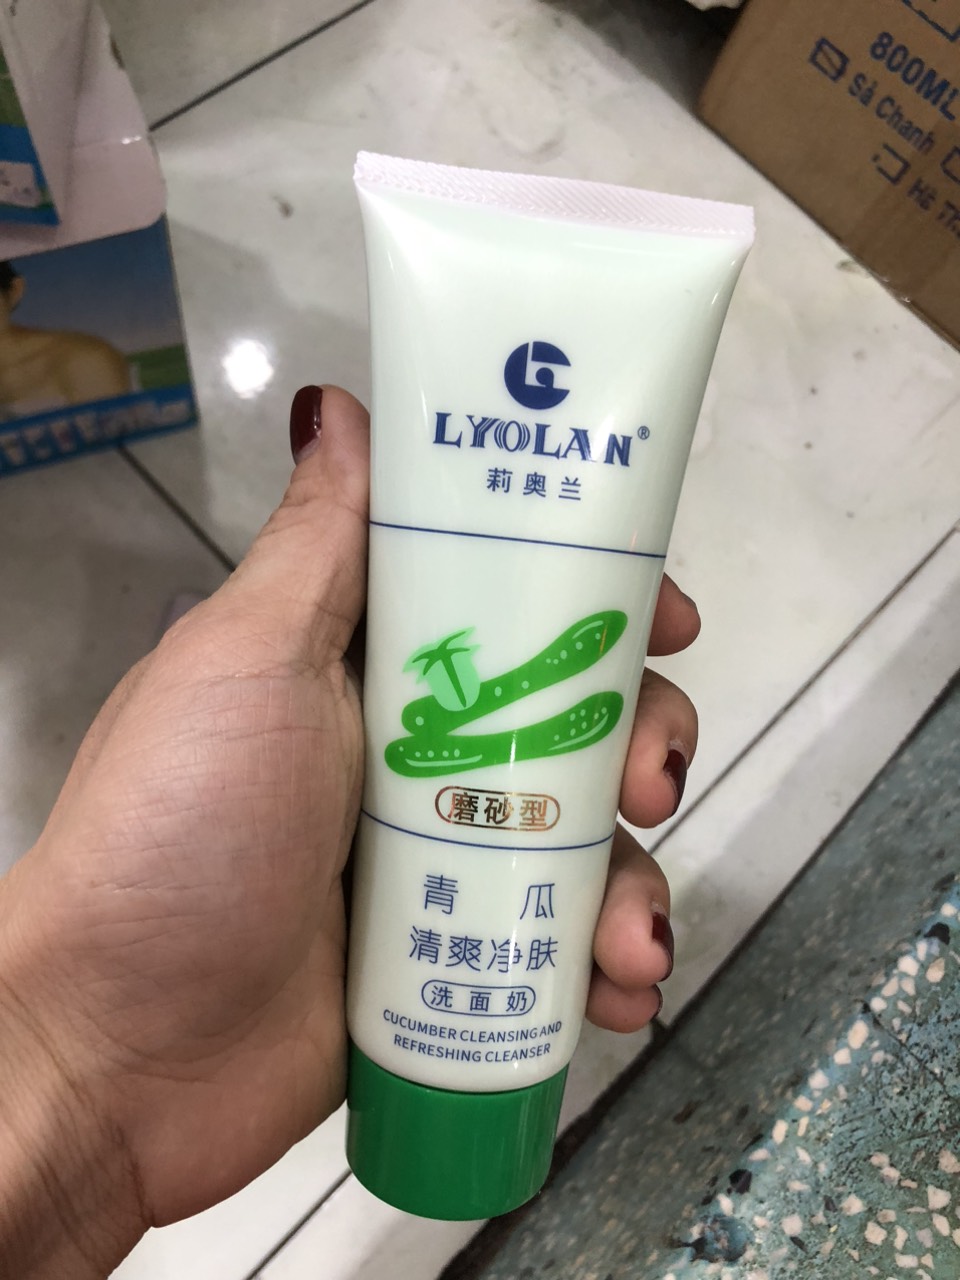 800ML
Sả Chanh
LYOLAN®
莉奥兰
磨砂型
青瓜
清爽净肤
洗面奶
CUCUMBER CLEANSING AND
REFRESHING CLEANSER